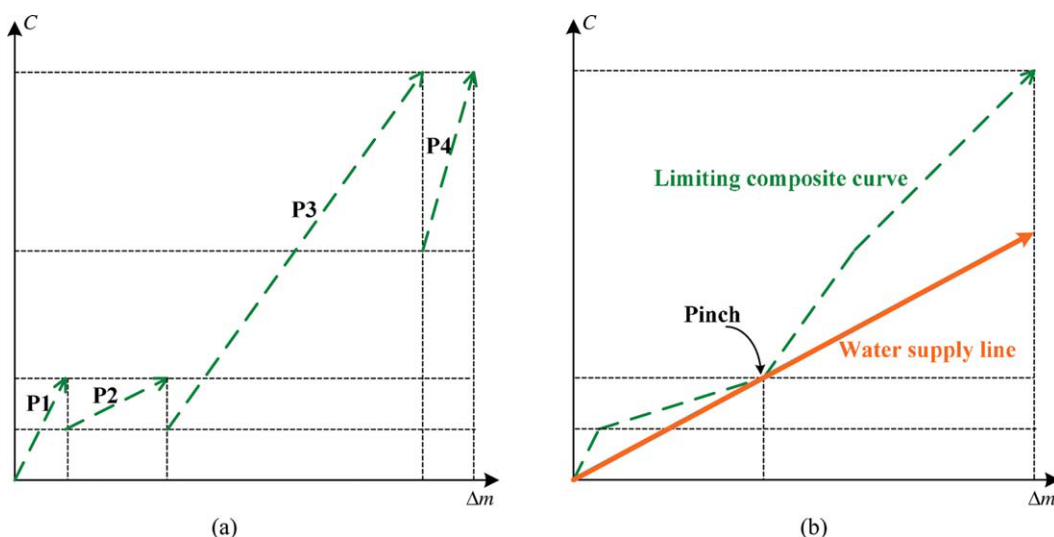 C
P1
P2
P3
P4
Δm
(a)
C
Limiting composite curve
Pinch
Water supply line
Δm
(b)